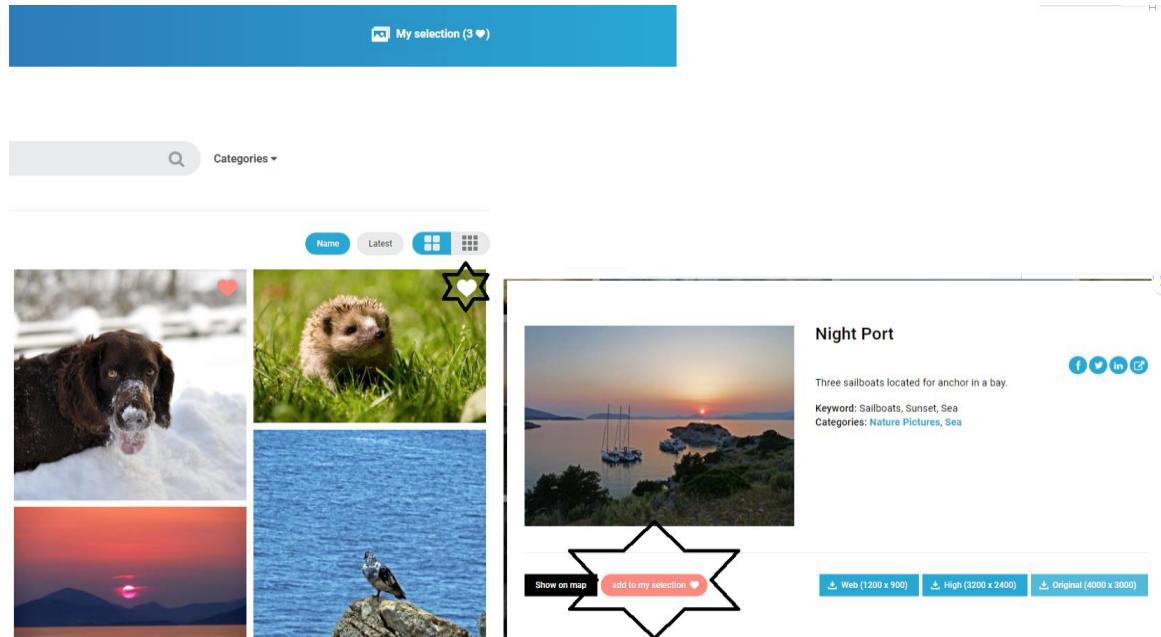 My selection (3 ♥)
Categories
Name
Latest
Night Port
Three sailboats located for anchor in a bay.
Keyword: Sailboats, Sunset, Sea
Categories: Nature Pictures, Sea
Show on map
add to my selection
Web (1200 x 900)
High (3200 x 2400)
Original (4000 x 3000)